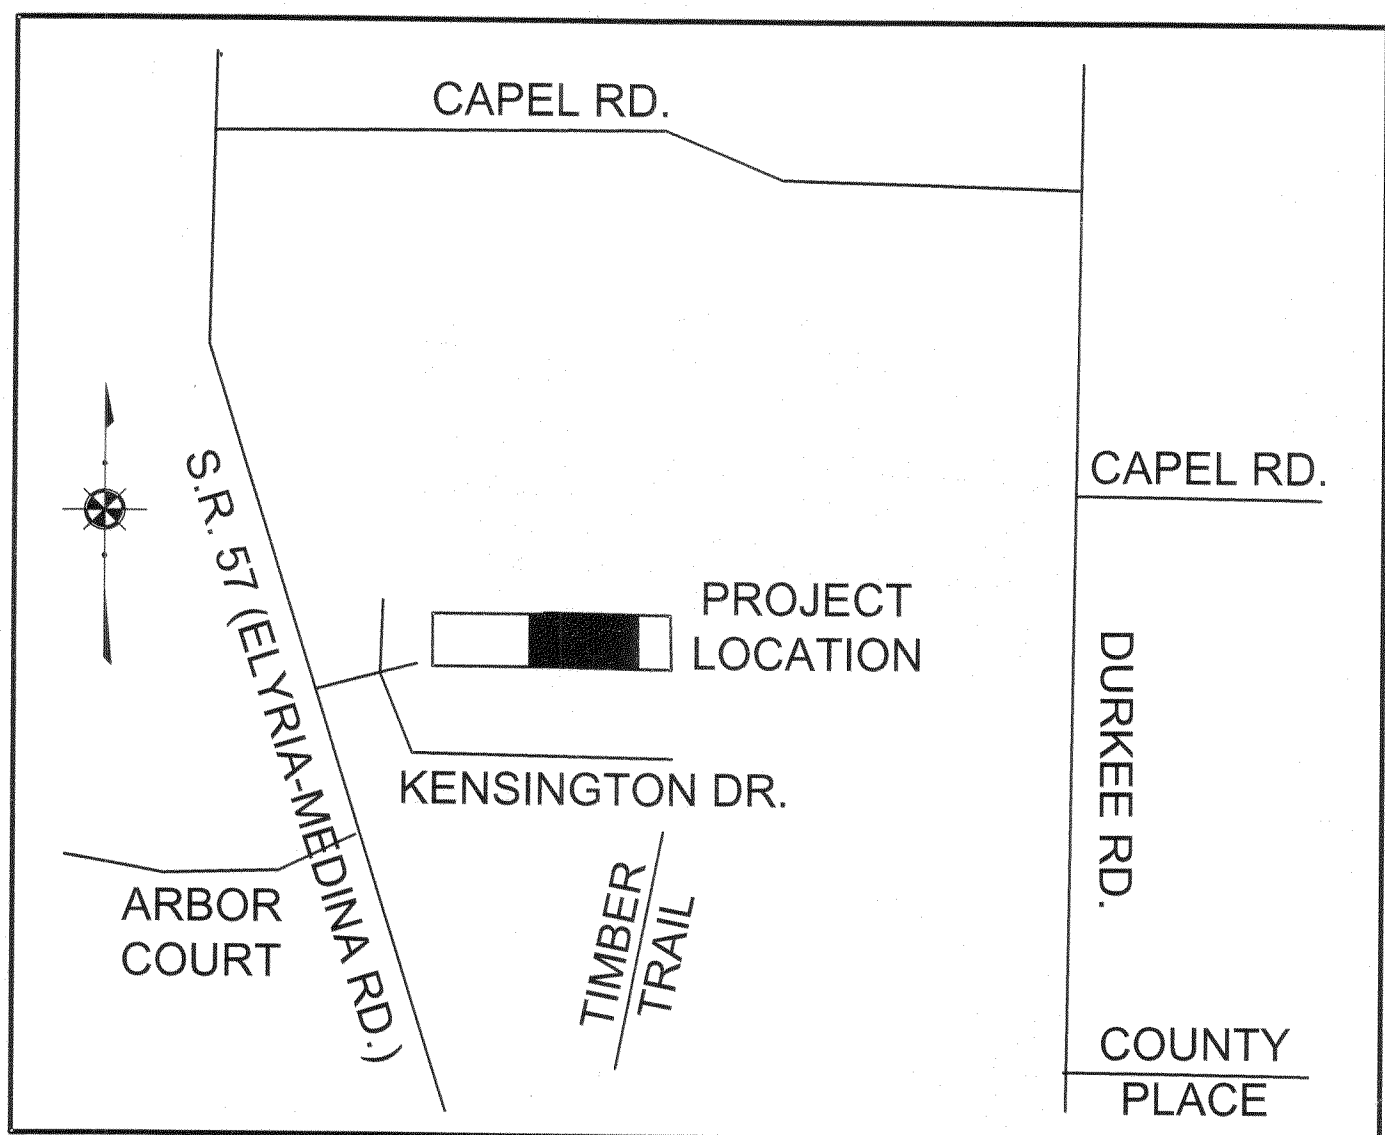 CAPEL RD.
CAPEL RD.
S.R. 57 (ELYRIA-MEDINA RD.)
PROJECT
LOCATION
DURKEE RD.
KENSINGTON DR.
ARBOR
COURT
TIMBER
TRAIL
COUNTY
PLACE